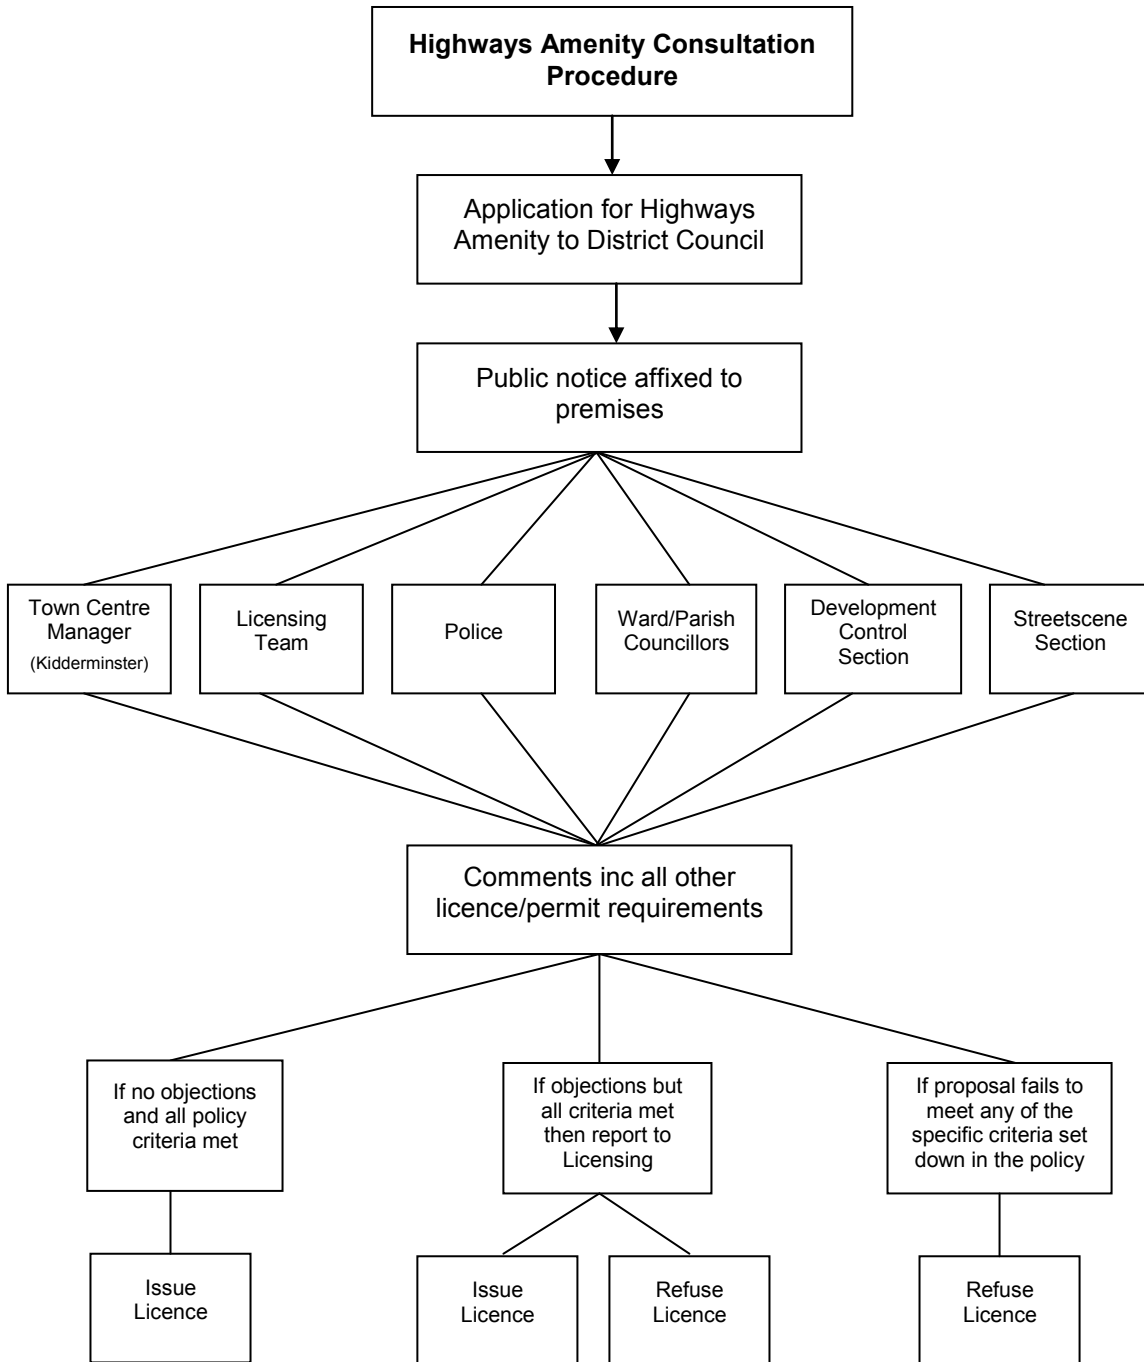 Highways Amenity Consultation
Procedure
Application for Highways
Amenity to District Council
Public notice affixed to
premises
Town Centre
Manager
(Kidderminster)
Licensing
Team
Police
Ward/Parish
Councillors
Development
Control
Section
Streetscene
Section
Comments inc all other
licence/permit requirements
If no objections
and all policy
criteria met
If objections but
all criteria met
then report to
Licensing
If proposal fails to
meet any of the
specific criteria set
down in the policy
Issue
Licence
Issue
Licence
Refuse
Licence
Refuse
Licence